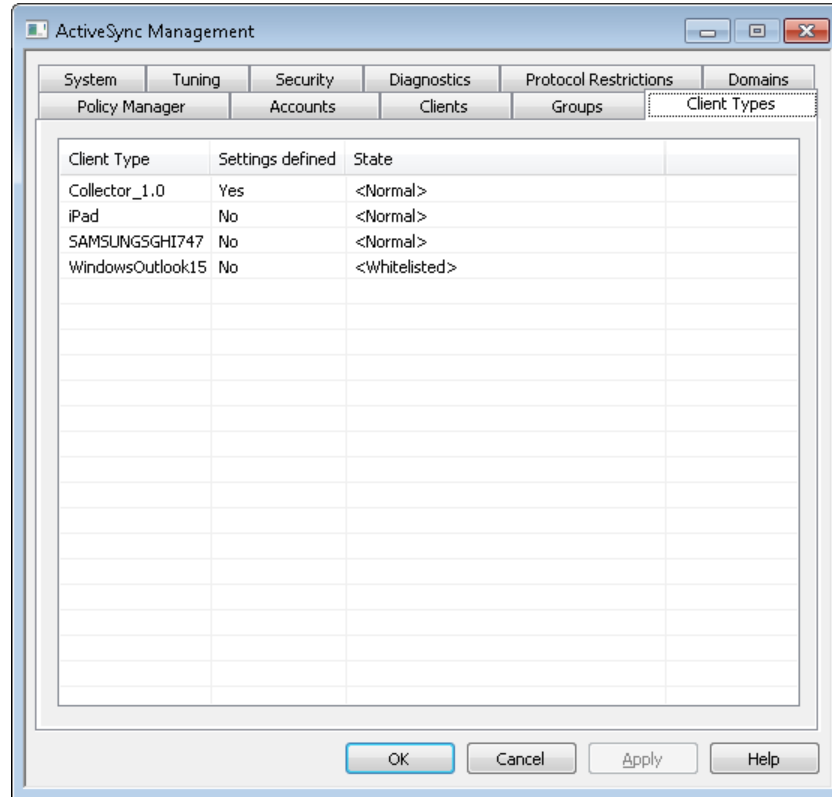 ActiveSync Management
System Tuning Security Diagnostics Protocol Restrictions Domains
Policy Manager Accounts Clients Groups Client Types
Client Type Settings defined State
Collector_1.0 Yes <Normal>
iPad No <Normal>
SAMSUNGSGHI747 No <Normal>
WindowsOutlook15 No <Whitelisted>
OK Cancel Apply Help